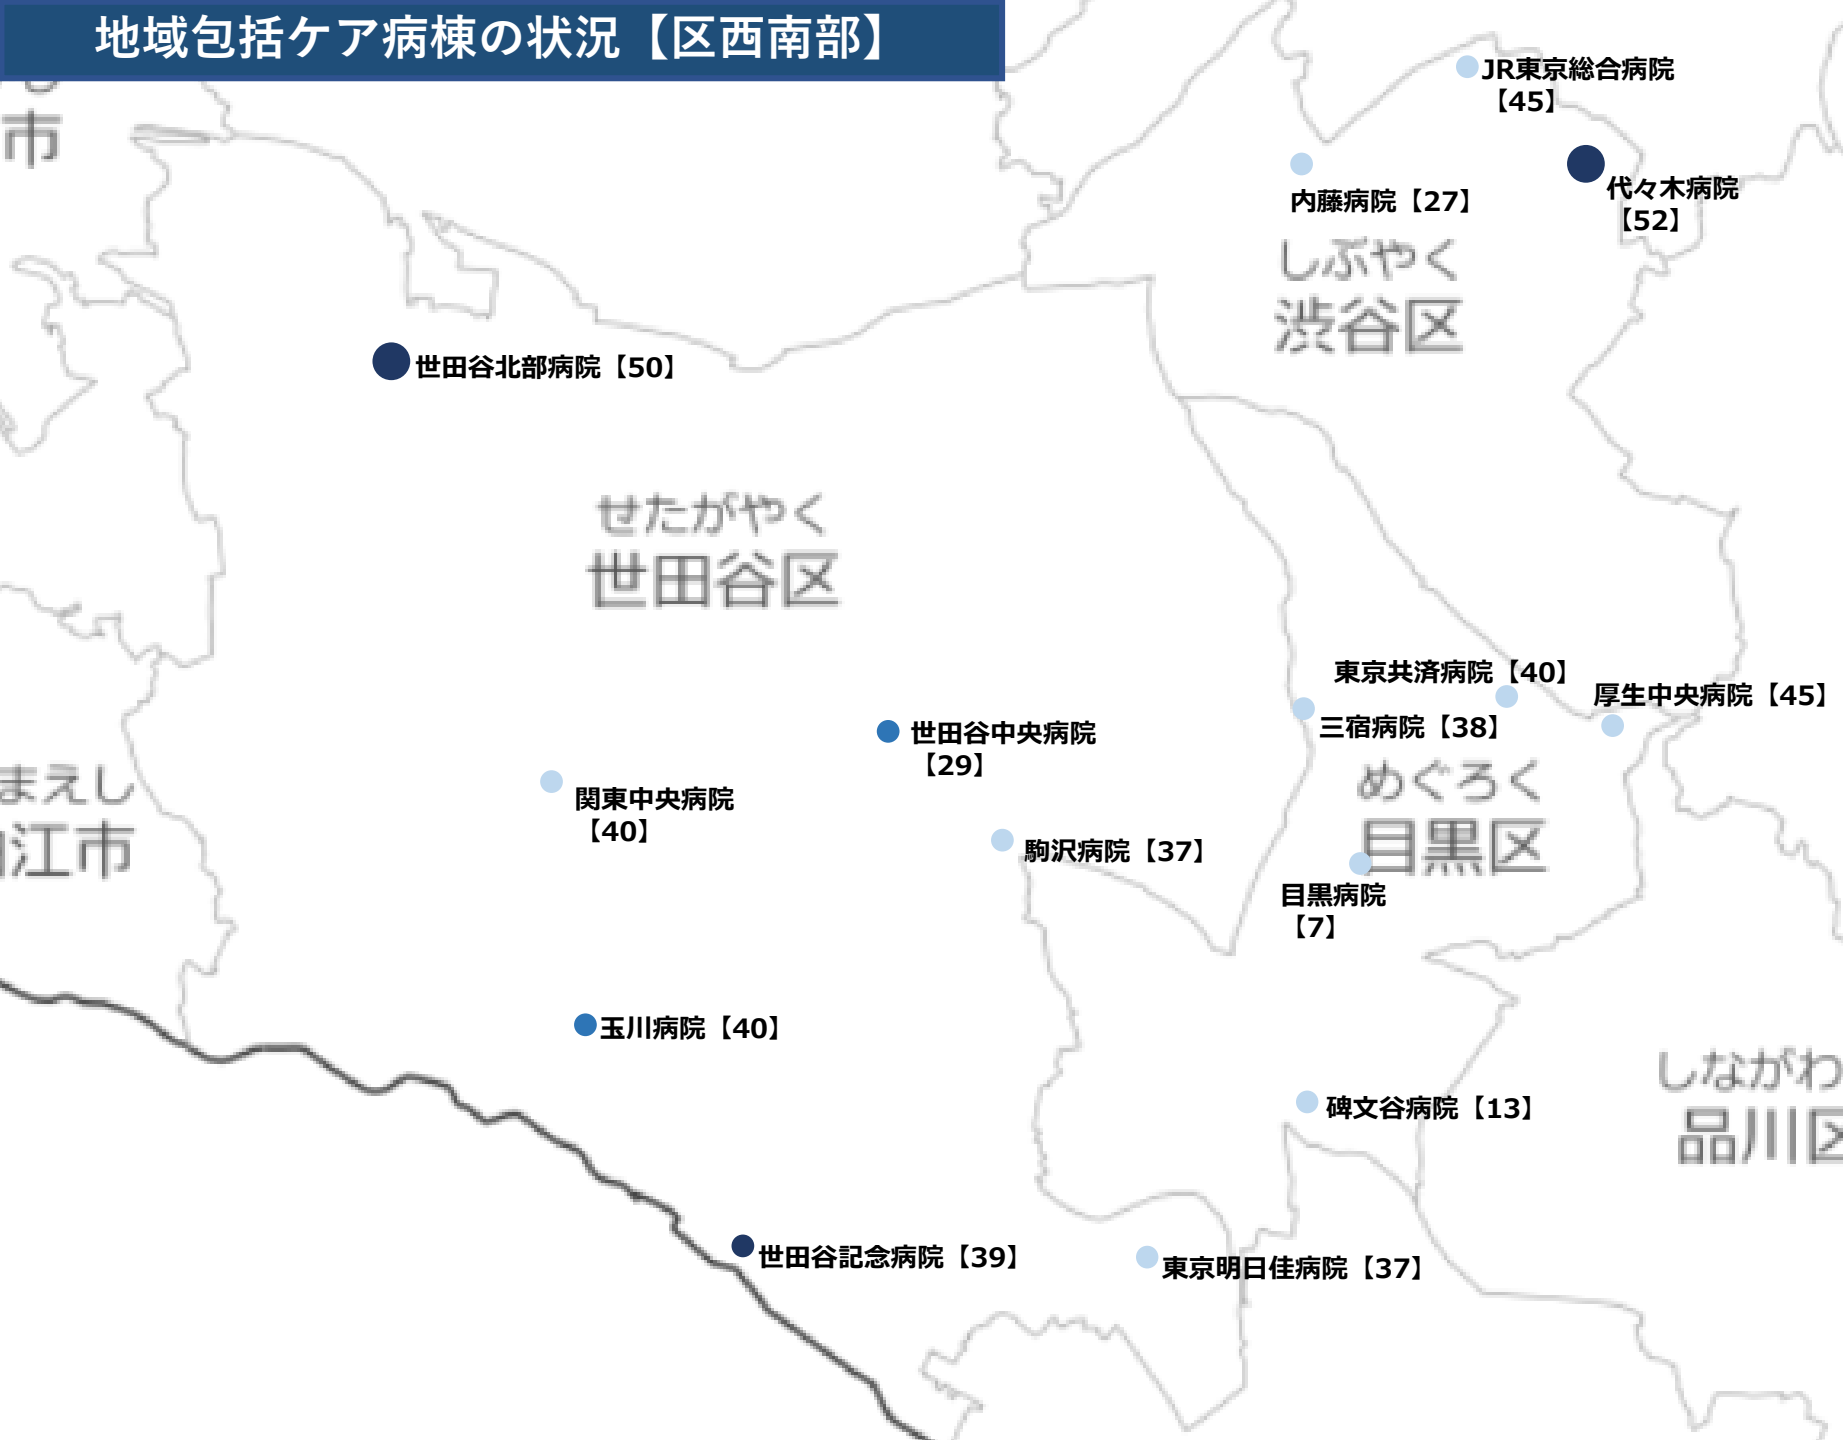 地域包括ケア病棟の状況【区西南部】
市
JR東京総合病院
【45】
内藤病院【27】
代々木病院
【52】
しぶやく
渋谷区
世田谷北部病院【50】
せたがやく
世田谷区
東京共済病院【40】
厚生中央病院【45】
三宿病院【38】
世田谷中央病院
【29】
関東中央病院
【40】
まえし
江市
めぐろく
目黒区
駒沢病院【37】
目黒病院
【7】
玉川病院【40】
しながわ
品川区
碑文谷病院【13】
世田谷記念病院【39】
東京明日佳病院【37】